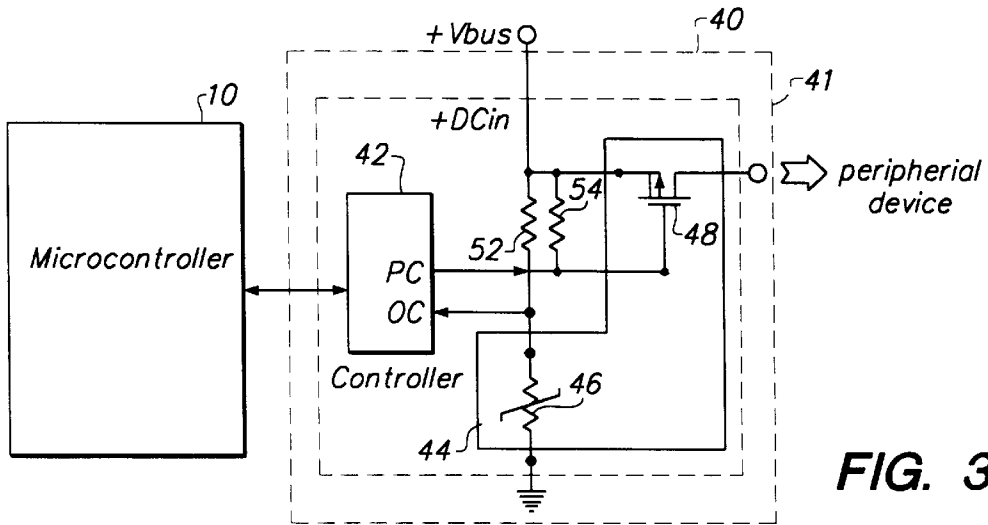 +Vbus
40
41
10
+DCin
42
peripherial
device
54
48
52
Microcontroller
PC
OC
Controller
46
44
FIG. 3